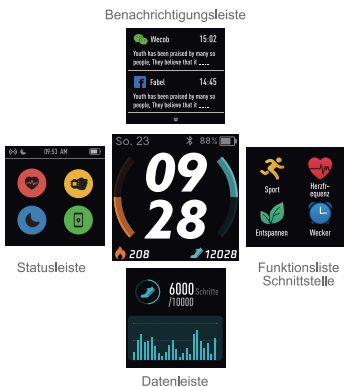 Benachrichtigungsleiste
Wecob 15:02
Youth has been praised by many so
people. They believe that it ....
Fabel 14:45
Youth has been praised by many so
people. They believe that it ....
09:53 AM
So. 23 88%
09
28
208 12028
Sport Herzfr-
equenz
Entspannen Wecker
Statusleiste
Funktionsliste
Schnittstelle
6000 Schritte
/10000
Datenleiste